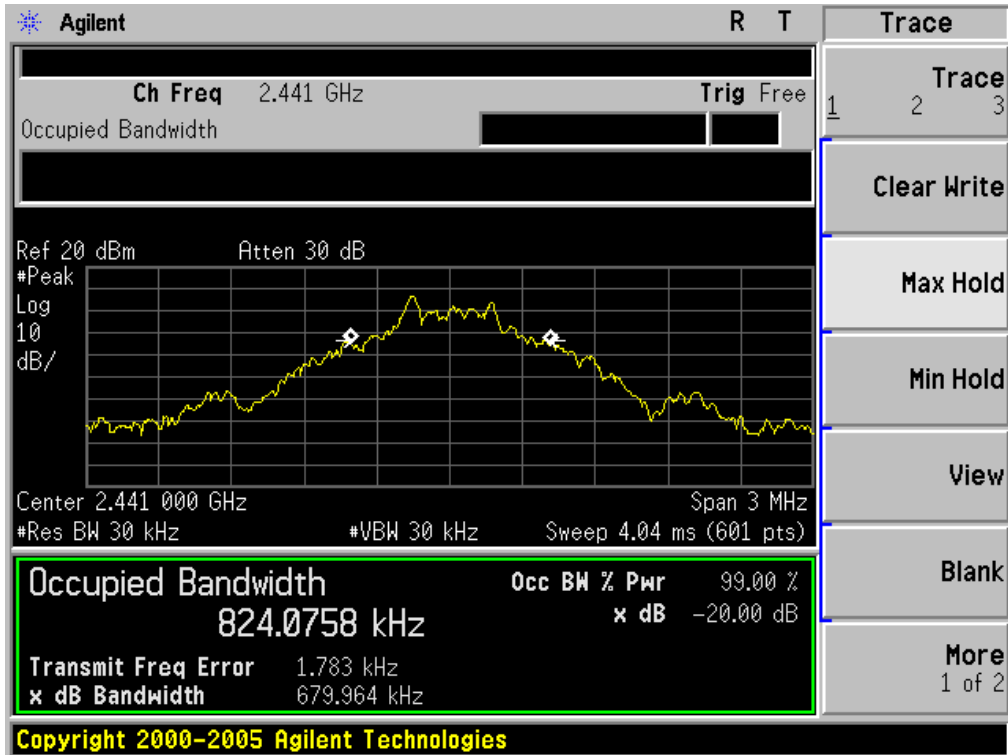 Agilent R T
Trace
Ch Freq 2.441 GHz Trig Free
Occupied Bandwidth
Trace
1 2 3
Clear Write
Max Hold
Min Hold
View
Blank
More
1 of 2
Ref 20 dBm Atten 30 dB
#Peak
Log
10
dB/
Center 2.441 000 GHz Span 3 MHz
#Res BW 30 kHz #VBW 30 kHz Sweep 4.04 ms (601 pts)
Occupied Bandwidth Occ BW % Pwr 99.00 %
824.0758 kHz x dB -20.00 dB
Transmit Freq Error 1.783 kHz
x dB Bandwidth 679.964 kHz
Copyright 2000-2005 Agilent Technologies